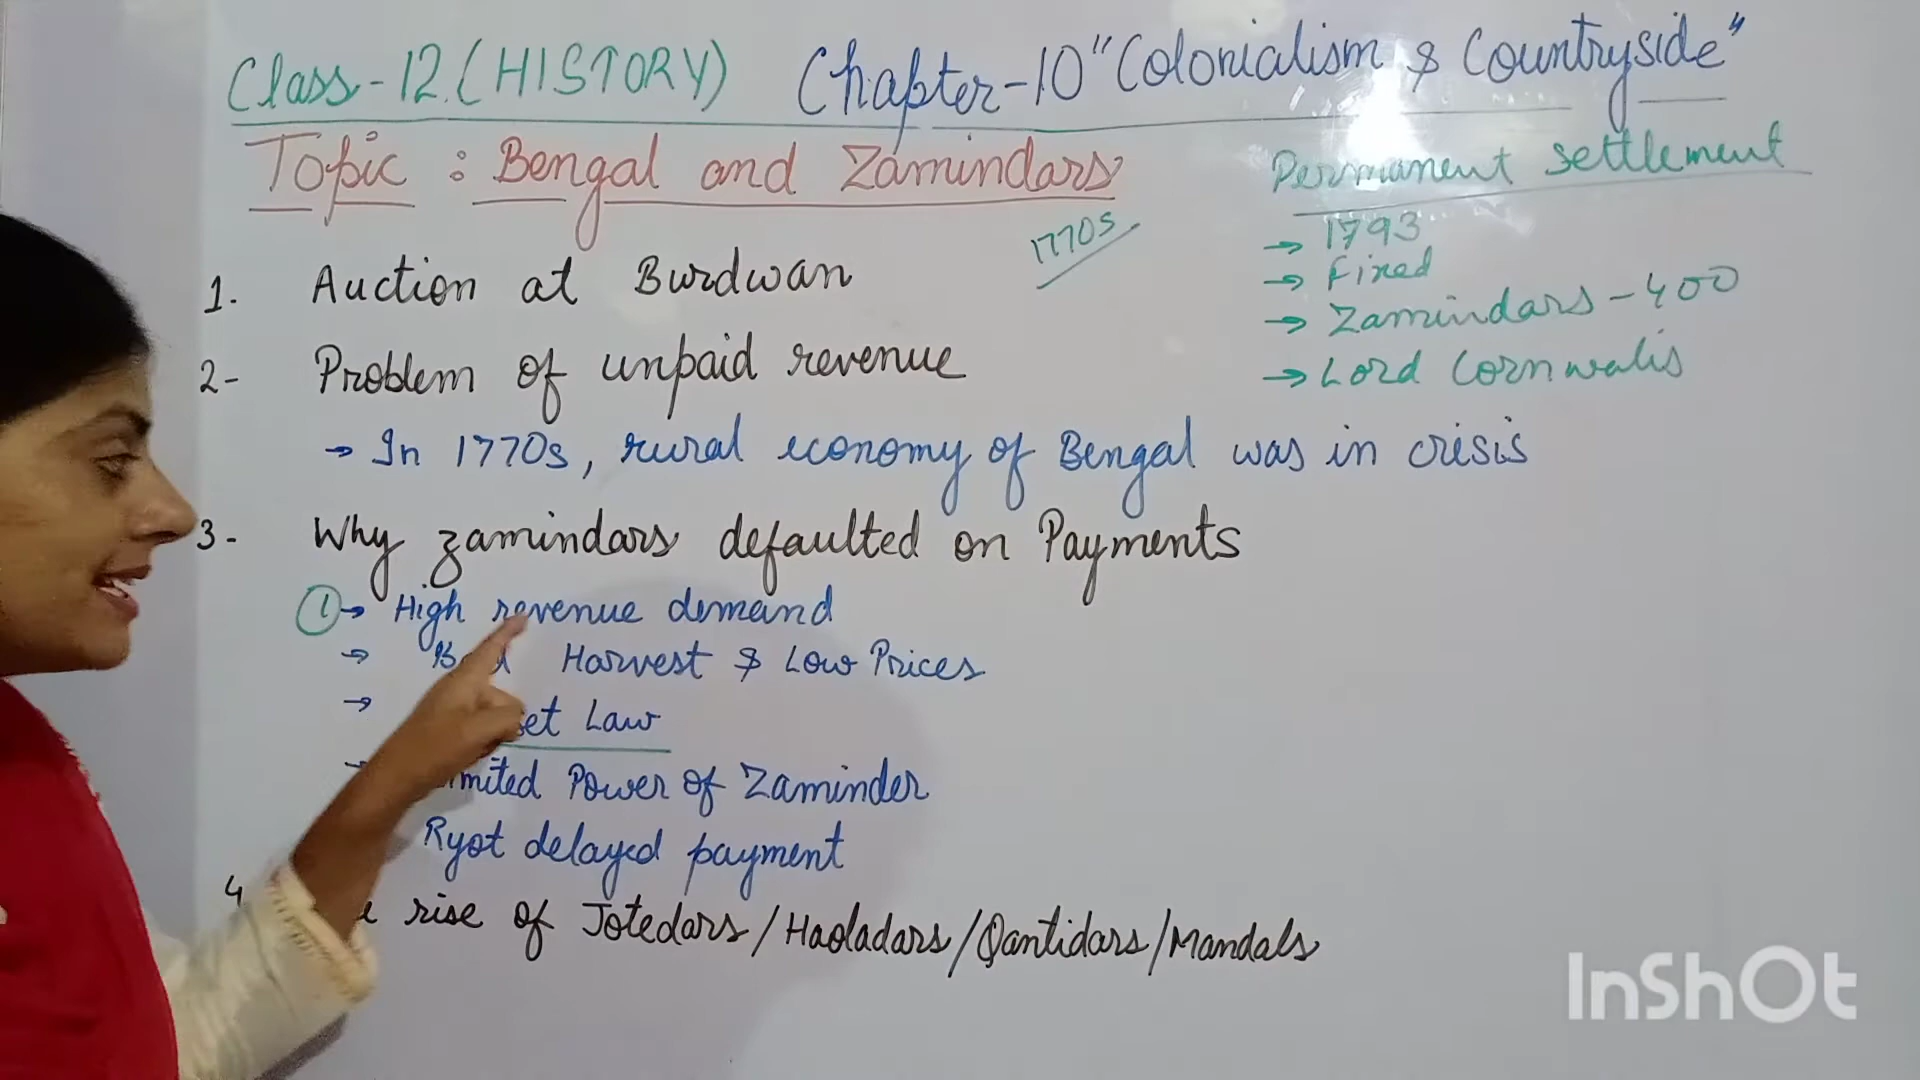 Class-12.(HISTORY) Chapter-10 "Colonialism & Countryside"
Topic : Bengal and Zamindars
Permanent Settlement
→ 1793
→ Fixed
→ Zamindars - 400
→ Lord Cornwalis
1770s
1. Auction at Burdwan
2- Problem of unpaid revenue
→ In 1770s, rural economy of Bengal was in crisis
3- Why zamindars defaulted on Payments
① → High revenue demand
→ Harvest & Low Prices
→ Law
→ Power of Zaminder
Ryot delayed payment
4 rise of Jotedars/Haoladars/Gantidars/Mandals
InShOt